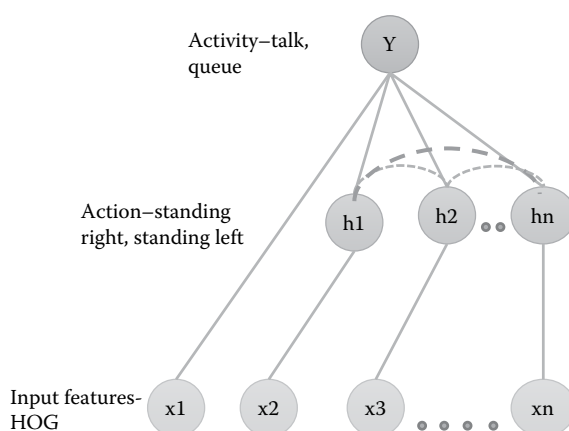 Activity–talk,
queue
Y
Action–standing
right, standing left
h1 h2 hn
Input features-
HOG
x1 x2 x3 xn